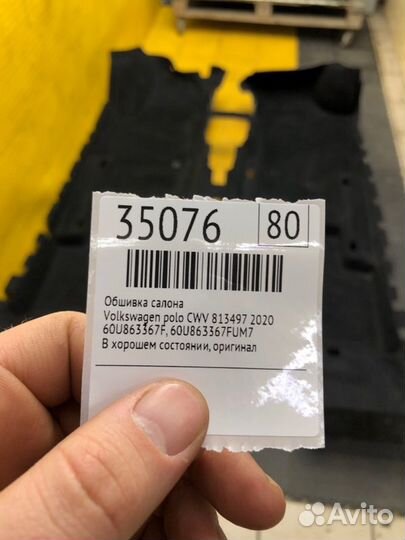 35076 80
Обшивка салона
Volkswagen polo CWV 813497 2020
60U863367F, 60U863367FUM7
В хорошем состоянии, оригинал
Avito